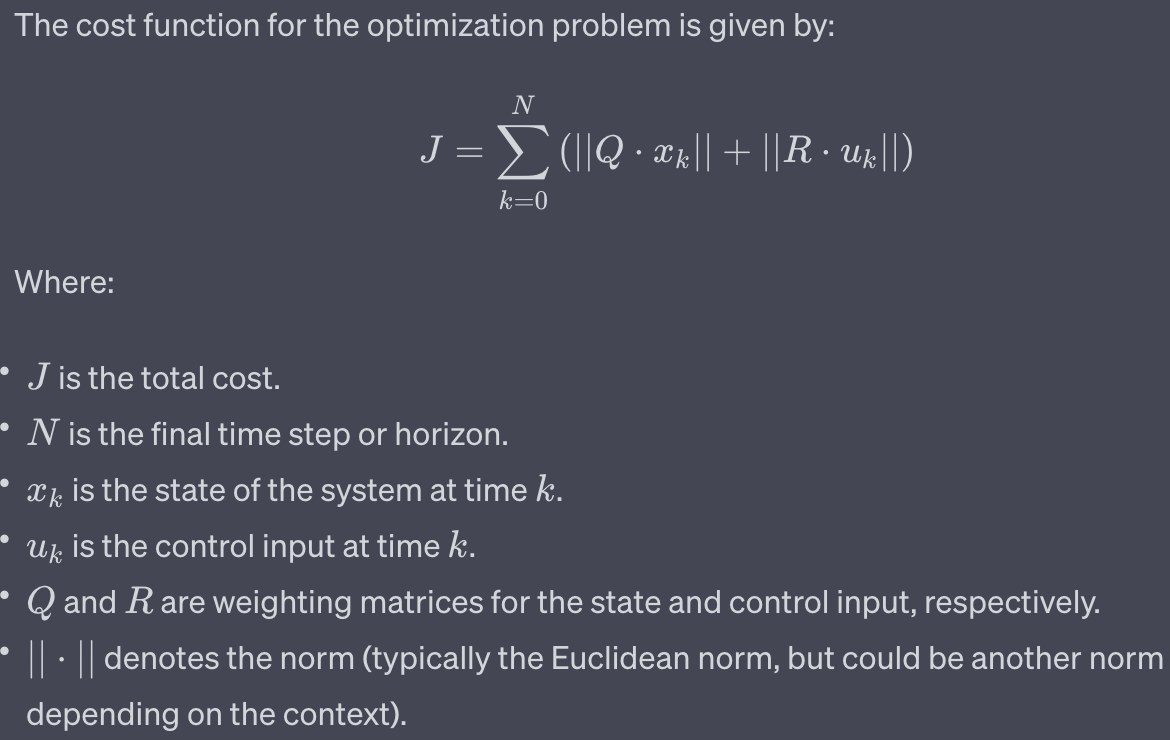 The cost function for the optimization problem is given by:
J = \sum_{k=0}^{N} (||Q · x_k|| + ||R · u_k||)
Where:
• J is the total cost.
• N is the final time step or horizon.
• x_k is the state of the system at time k.
• u_k is the control input at time k.
• Q and R are weighting matrices for the state and control input, respectively.
• || · || denotes the norm (typically the Euclidean norm, but could be another norm
depending on the context).